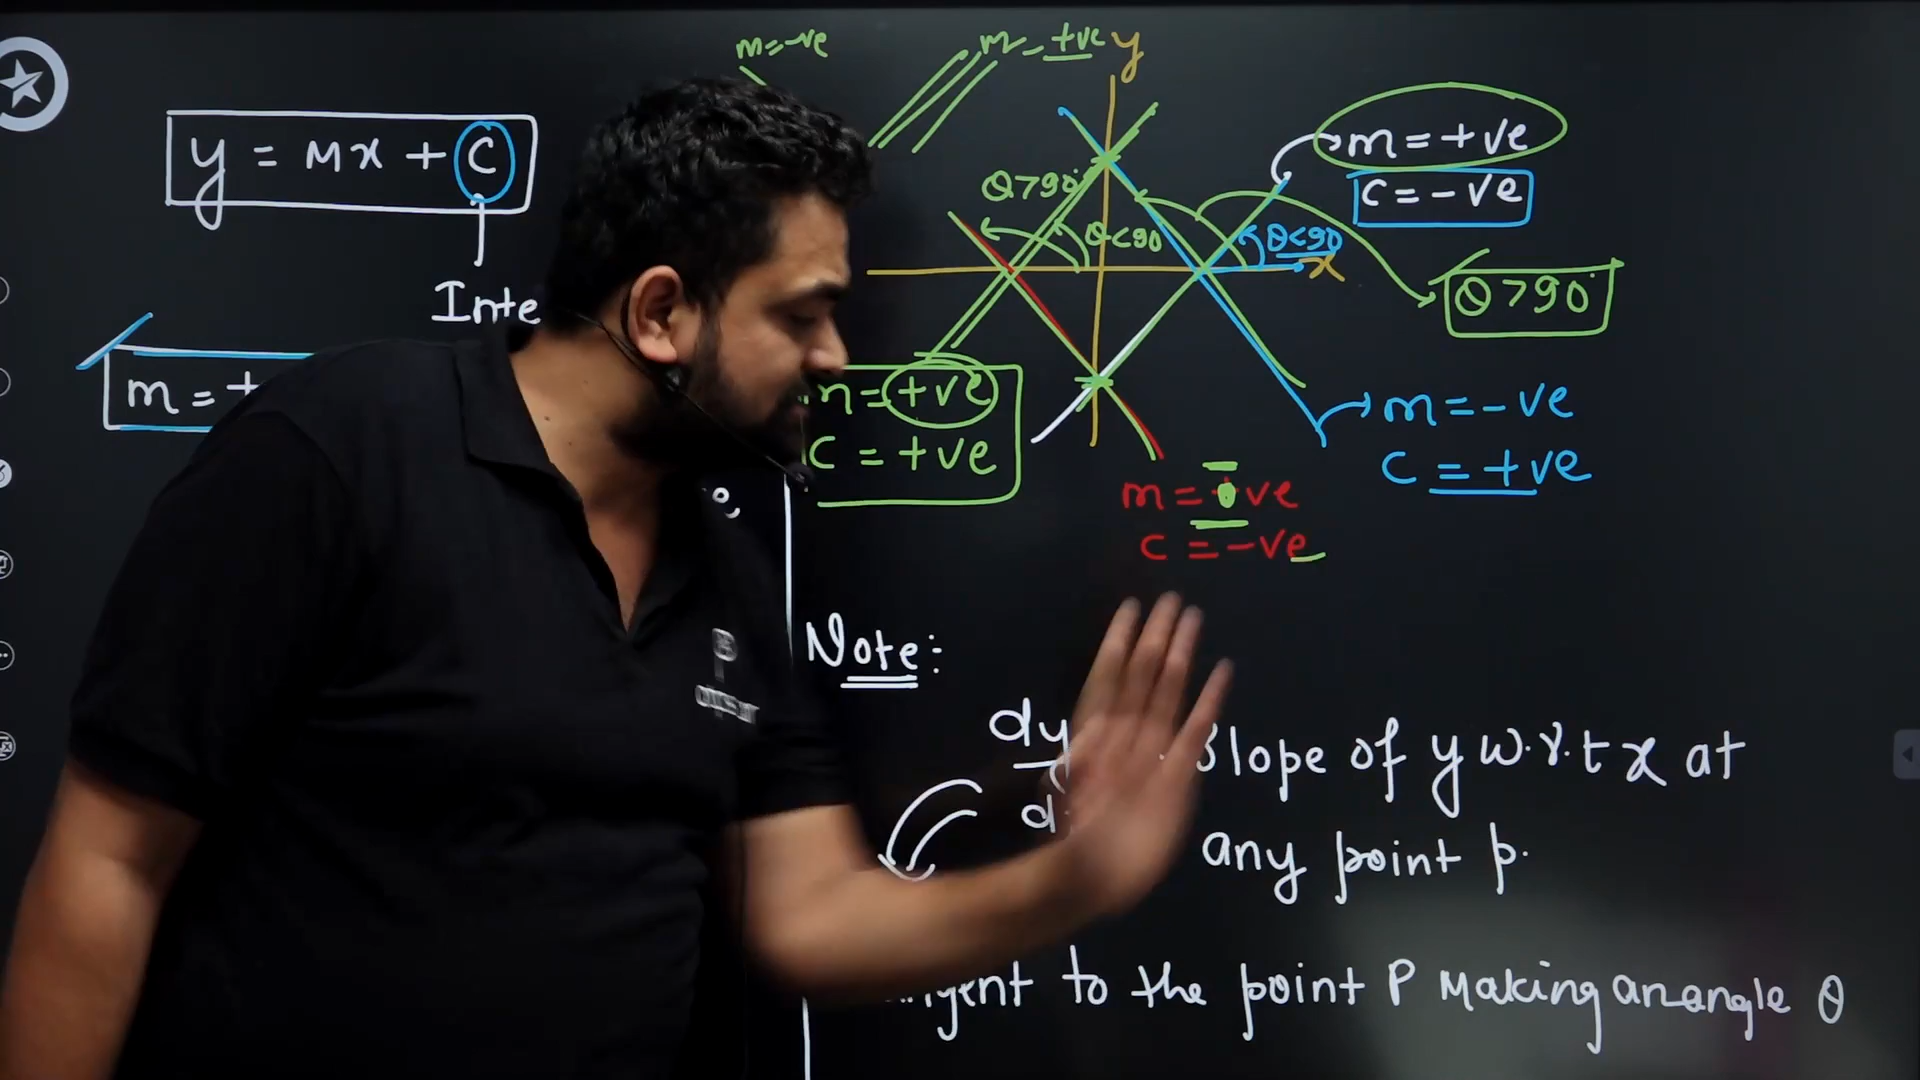 m=-ve
m-+ve
y
y = mx + C
m=+ve
C=-ve
θ>90°
θ<90
θ<90
x
θ>90°
Inte
m=+
m=+ve
C=+ve
m=-ve
C=+ve
m= ve
C=-ve
Note:
dy
d
Slope of y w.r.t x at
any point p.
to the point P Making an angle θ